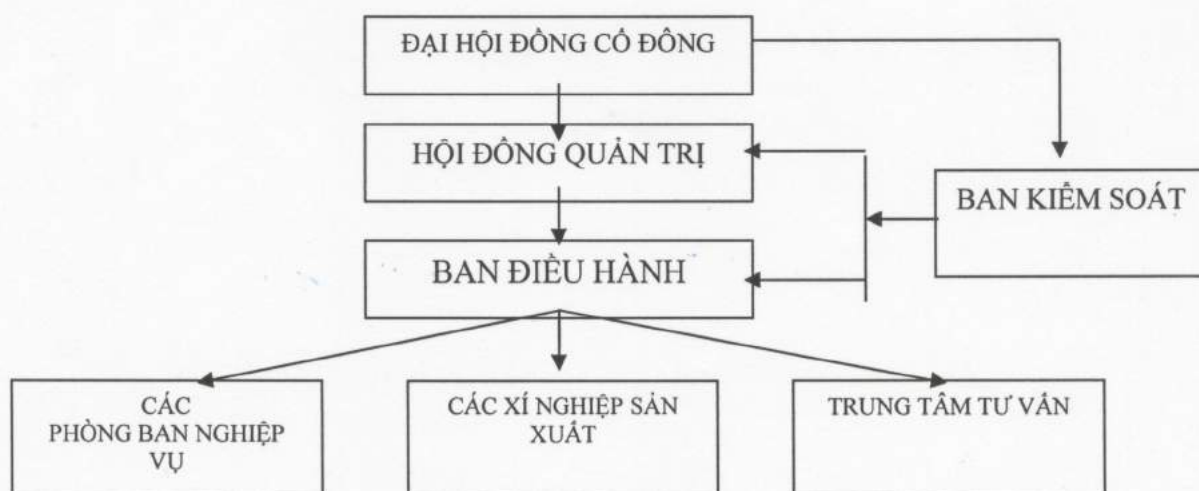 ĐẠI HỘI ĐỒNG CỔ ĐÔNG
HỘI ĐỒNG QUẢN TRỊ
BAN KIỂM SOÁT
BAN ĐIỀU HÀNH
CÁC
PHÒNG BAN NGHIỆP
VỤ
CÁC XÍ NGHIỆP SẢN
XUẤT
TRUNG TÂM TƯ VẤN